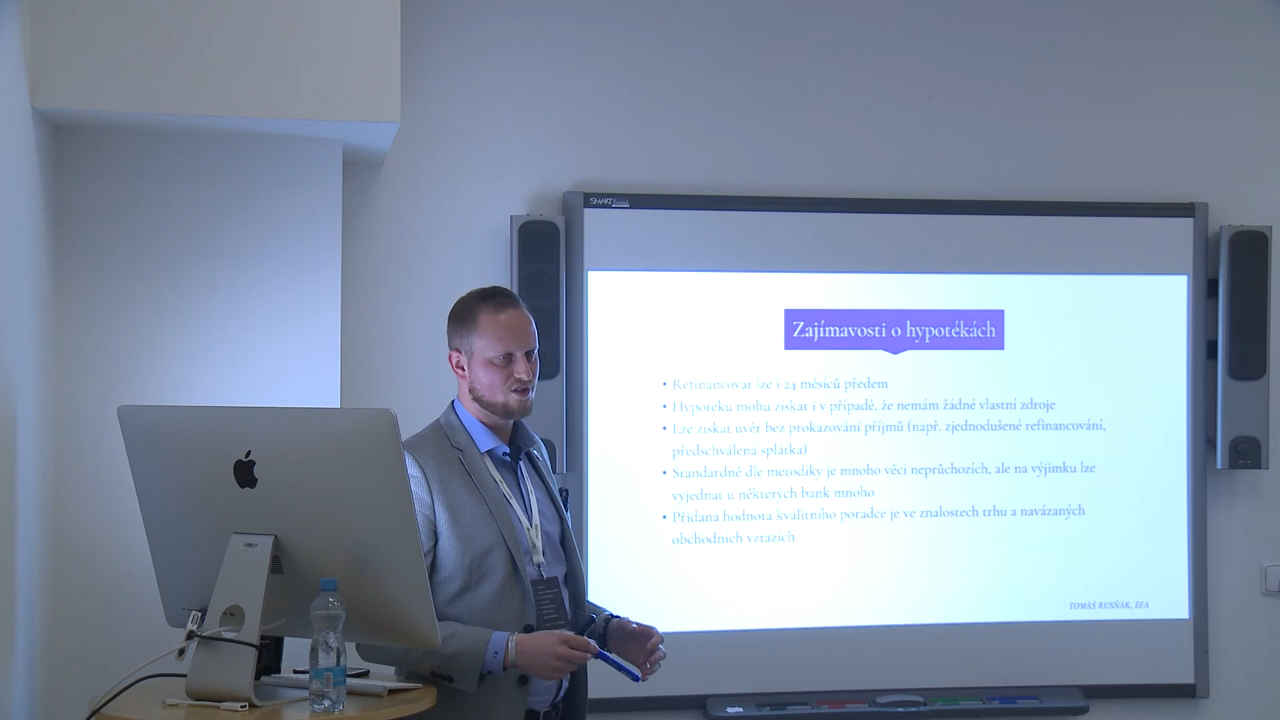 SMART Board
Zajímavosti o hypotékách
• Refinancovat lze i 24 měsíců předem
• Hypotéku mohu získat i v případě, že nemám žádné vlastní zdroje
• Lze získat úvěr bez prokazování příjmů (např. zjednodušené refinancování,
předschválená splátka)
• Standardně dle metodiky je mnoho věcí neprůchozích, ale na výjimku lze
vyjednat u některých bank mnoho
• Přidaná hodnota kvalitního poradce je ve znalostech trhu a navázaných
obchodních vztazích
TOMÁŠ RUSŇÁK, EFA